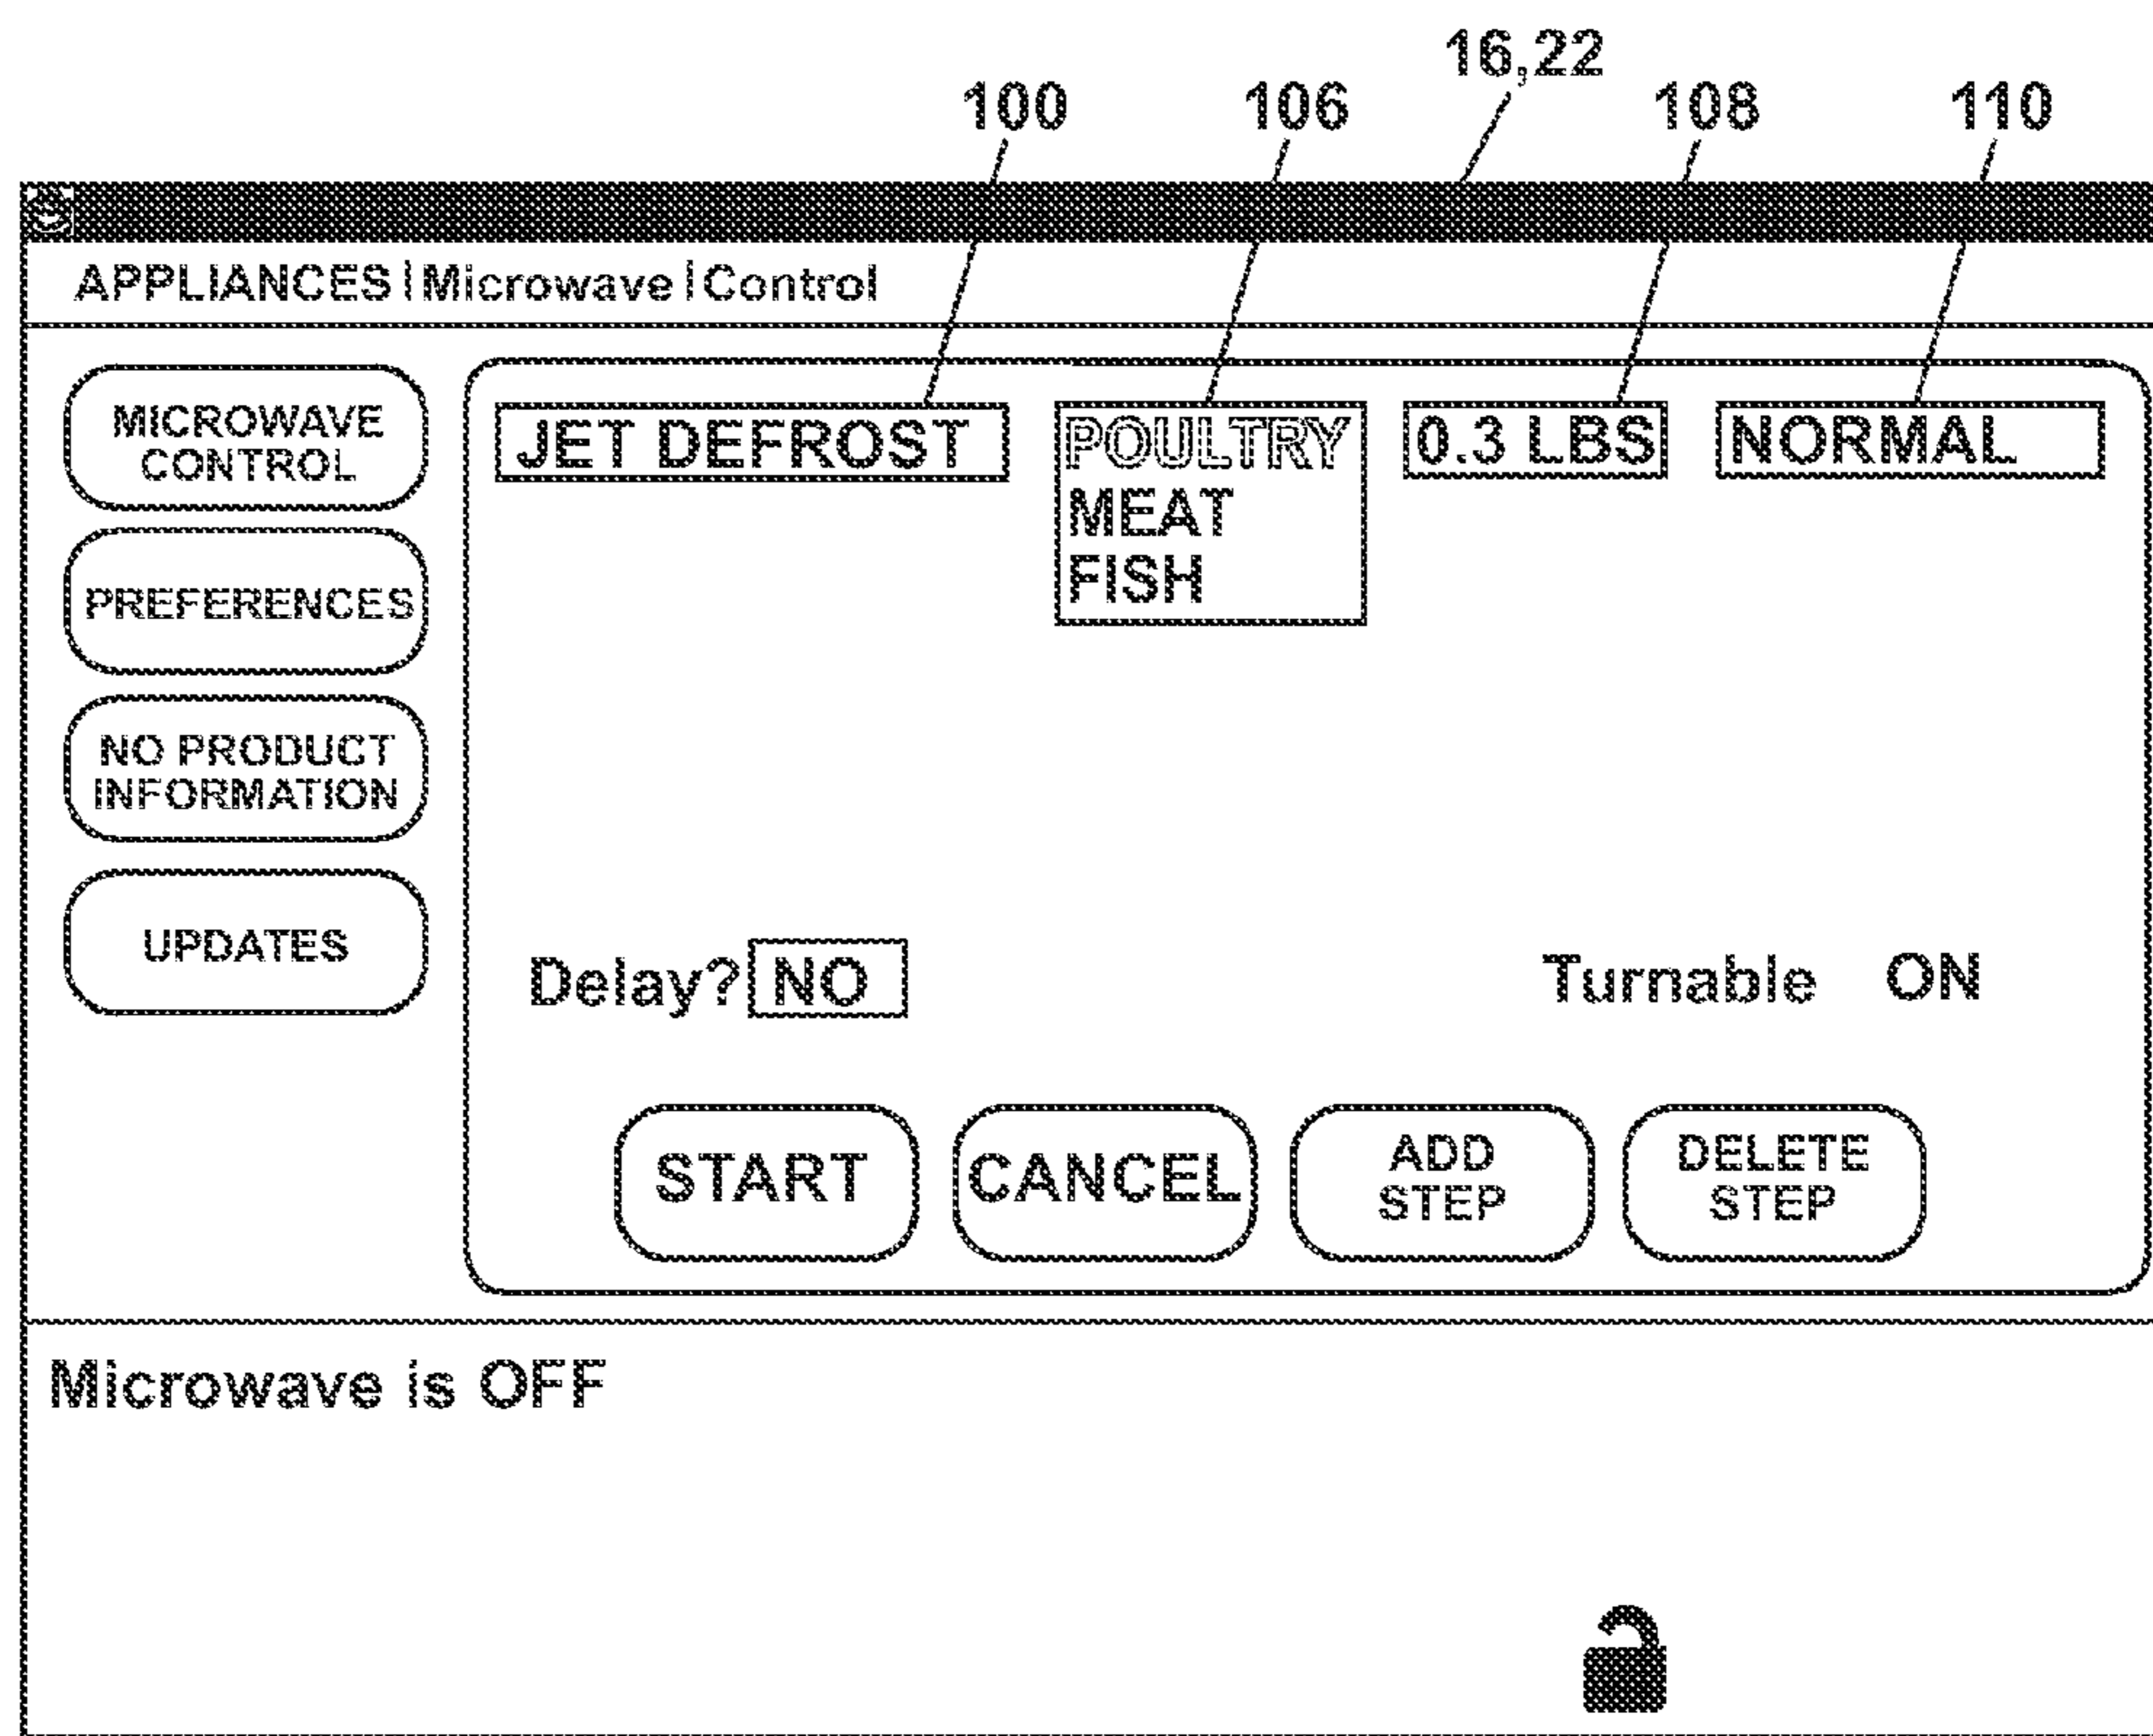 16,22
100 106 108 110
APPLIANCES | Microwave | Control
MICROWAVE
CONTROL
PREFERENCES
NO PRODUCT
INFORMATION
UPDATES
JET DEFROST
POULTRY
MEAT
FISH
0.3 LBS
NORMAL
Delay? NO
Turnable ON
START
CANCEL
ADD
STEP
DELETE
STEP
Microwave is OFF